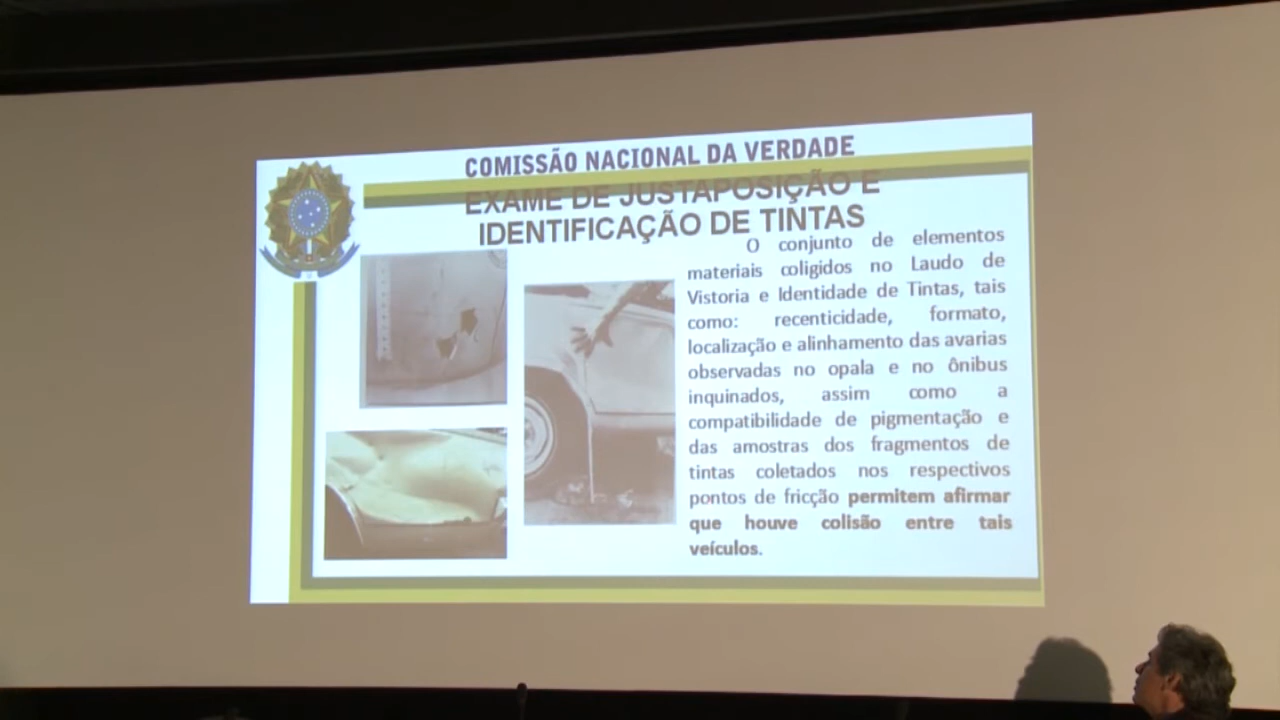 COMISSÃO NACIONAL DA VERDADE
EXAME DE JUSTAPOSIÇÃO E
IDENTIFICAÇÃO DE TINTAS
O conjunto de elementos
materiais coligidos no Laudo de
Vistoria e Identidade de Tintas, tais
como: recenticidade, formato,
localização e alinhamento das avarias
observadas no opala e no ônibus
inquinados, assim como a
compatibilidade de pigmentação e
das amostras dos fragmentos de
tintas coletados nos respectivos
pontos de fricção permitem afirmar
que houve colisão entre tais
veículos.